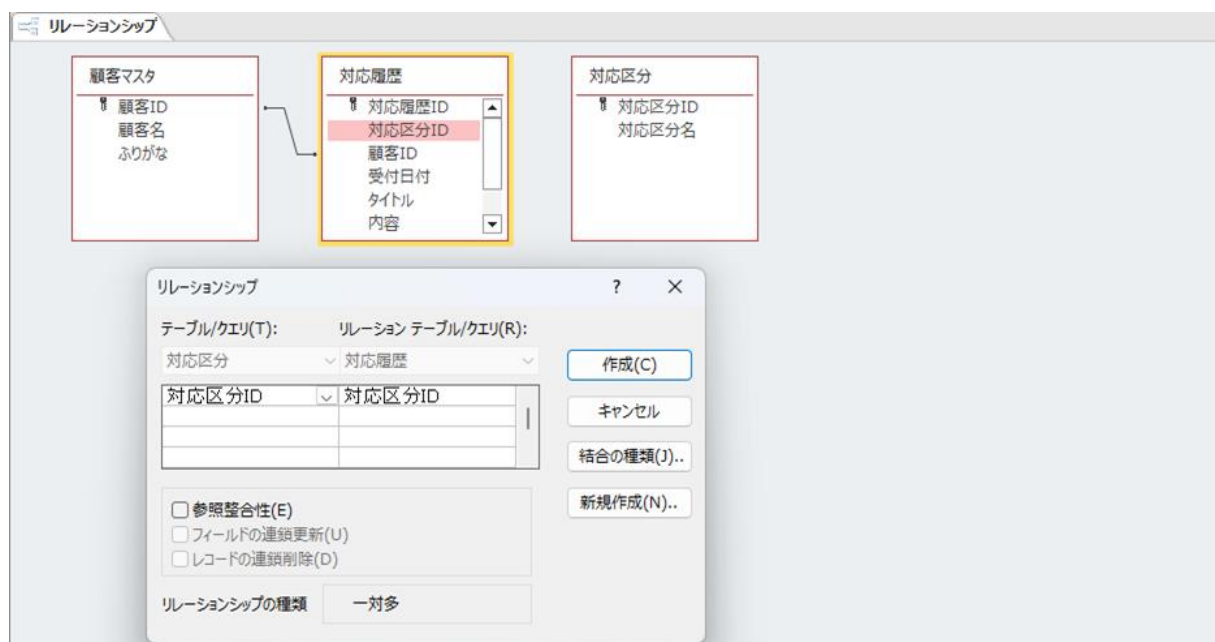 リレーションシップ
顧客マスタ
顧客ID
顧客名
ふりがな
対応履歴
対応履歴ID
対応区分ID
顧客ID
受付日付
タイトル
内容
対応区分
対応区分ID
対応区分名
リレーションシップ ? ×
テーブル/クエリ(T): リレーション テーブル/クエリ(R):
対応区分 対応履歴
対応区分ID 対応区分ID
作成(C)
キャンセル
結合の種類(J)..
新規作成(N)..
参照整合性(E)
フィールドの連鎖更新(U)
レコードの連鎖削除(D)
リレーションシップの種類 一対多